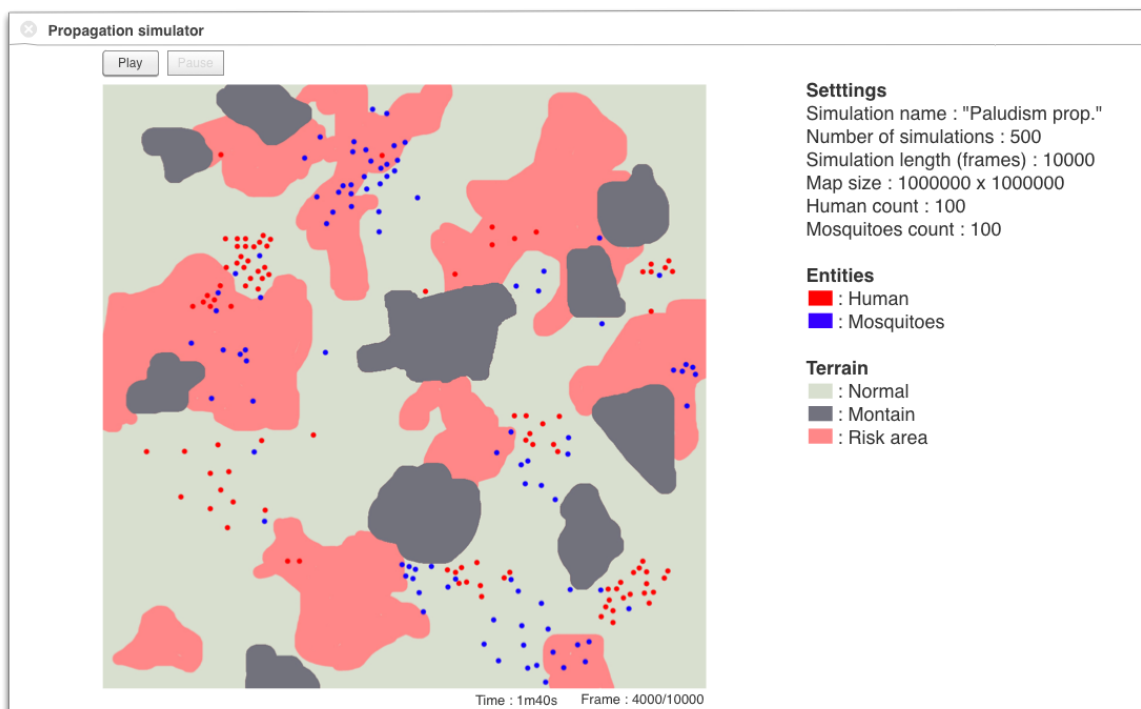 Propagation simulator
Play
Pause
Setttings
Simulation name : "Paludism prop."
Number of simulations : 500
Simulation length (frames) : 10000
Map size : 1000000 x 1000000
Human count : 100
Mosquitoes count : 100
Entities
: Human
: Mosquitoes
Terrain
: Normal
: Montain
: Risk area
Time : 1m40s Frame : 4000/10000